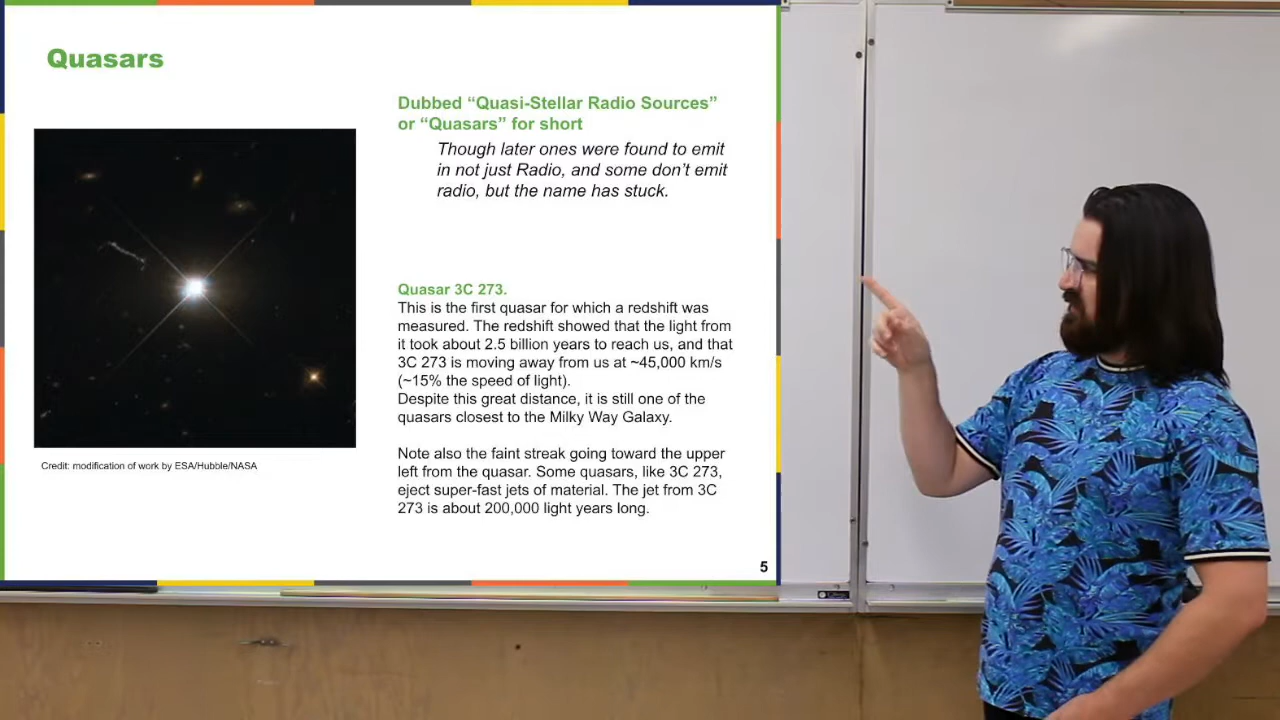 Quasars
Dubbed “Quasi-Stellar Radio Sources”
or “Quasars” for short
Though later ones were found to emit
in not just Radio, and some don’t emit
radio, but the name has stuck.
Quasar 3C 273.
This is the first quasar for which a redshift was
measured. The redshift showed that the light from
it took about 2.5 billion years to reach us, and that
3C 273 is moving away from us at ~45,000 km/s
(~15% the speed of light).
Despite this great distance, it is still one of the
quasars closest to the Milky Way Galaxy.
Note also the faint streak going toward the upper
left from the quasar. Some quasars, like 3C 273,
eject super-fast jets of material. The jet from 3C
273 is about 200,000 light years long.
Credit: modification of work by ESA/Hubble/NASA
5